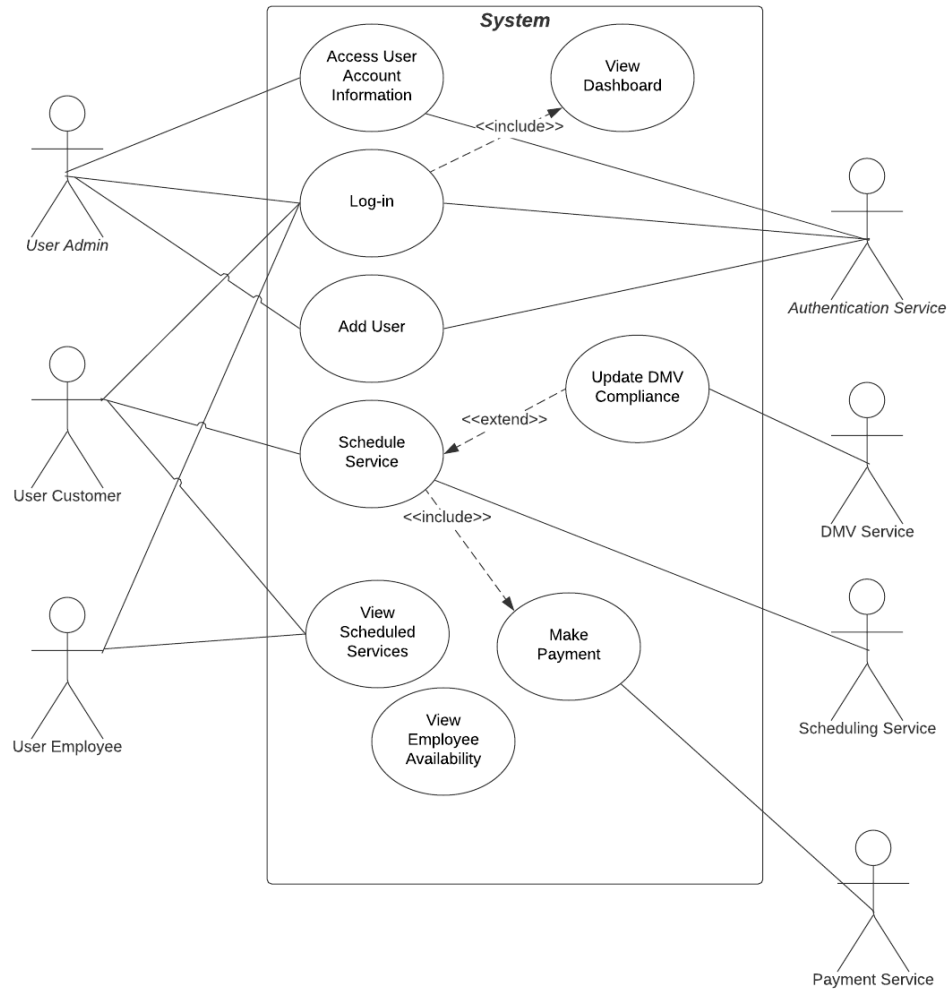 System
Access User
Account
Information
View
Dashboard
<<include>>
Log-in
User Admin
Authentication Service
Add User
Update DMV
Compliance
<<extend>>
Schedule
Service
User Customer
<<include>>
DMV Service
View
Scheduled
Services
Make
Payment
User Employee
Scheduling Service
View
Employee
Availability
Payment Service